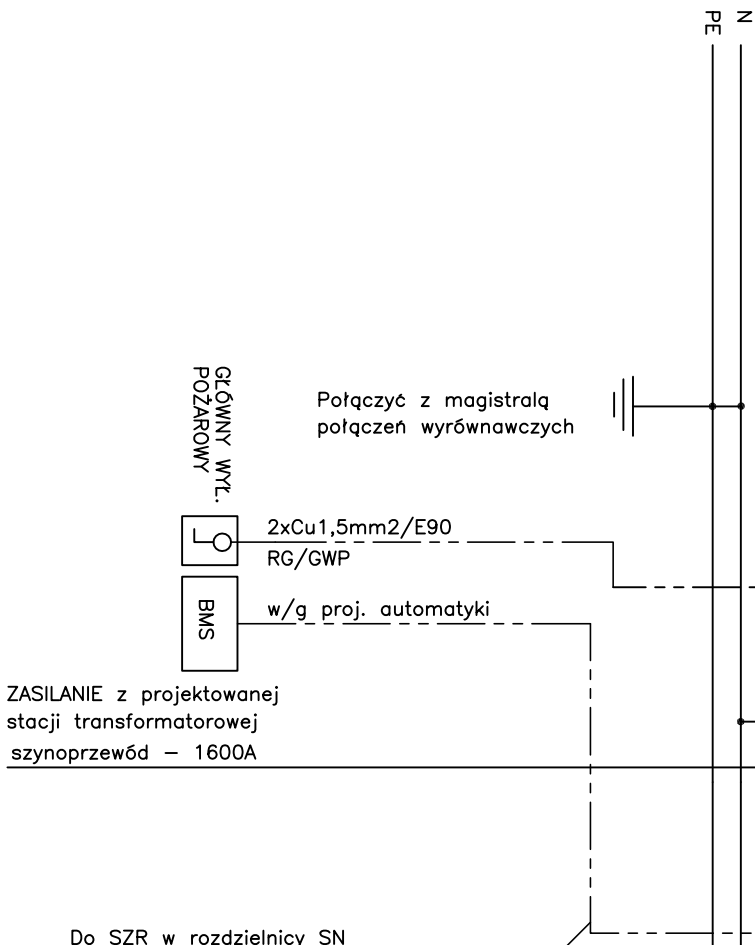 N
PE
GŁÓWNY WYŁ.
POŻAROWY
Połączyć z magistralą
połączeń wyrównawczych
2xCu1,5mm2/E90
RG/GWP
BMS
w/g proj. automatyki
ZASILANIE z projektowanej
stacji transformatorowej
szynoprzewód – 1600A
Do SZR w rozdzielnicy SN